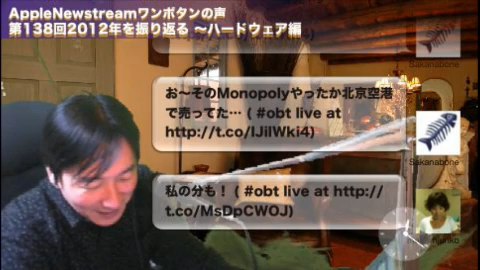 AppleNewstreamワンボタンの声
第138回2012年を振り返る ～ハードウェア編
Sakanabone
お～そのMonopolyやったか北京空港
で売ってた… ( #obt live at
http://t.co/IJiIWki4)
Sakanabone
私の分も！ ( #obt live at http://
t.co/MsDpCWOJ)